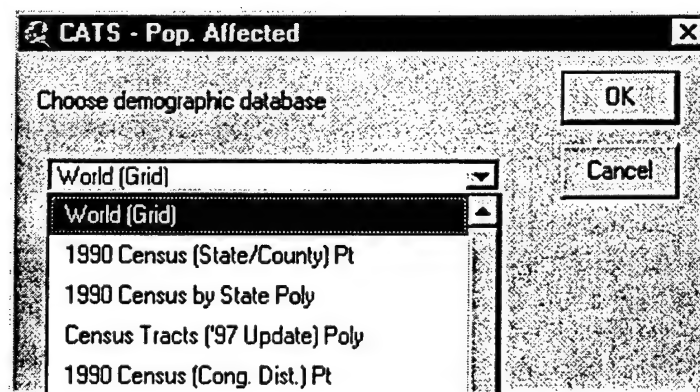 CATS - Pop. Affected
Choose demographic database
OK
World (Grid)
Cancel
World (Grid)
1990 Census (State/County) Pt
1990 Census by State Poly
Census Tracts ('97 Update) Poly
1990 Census (Cong. Dist.) Pt